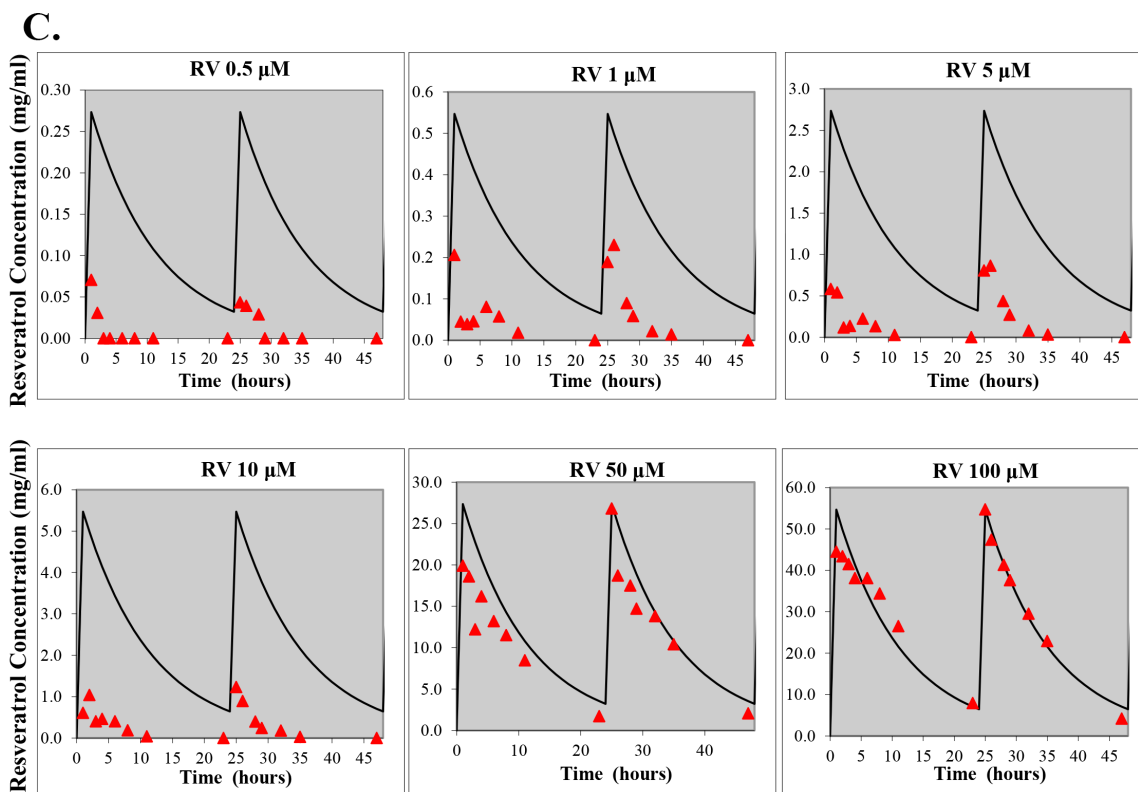 C.
RV 0.5 µM
Resveratrol Concentration (mg/ml)
0.30
0.25
0.20
0.15
0.10
0.05
0.00
0 5 10 15 20 25 30 35 40 45
Time (hours)
RV 1 µM
0.6
0.5
0.4
0.3
0.2
0.1
0.0
0 5 10 15 20 25 30 35 40 45
Time (hours)
RV 5 µM
3.0
2.5
2.0
1.5
1.0
0.5
0.0
0 5 10 15 20 25 30 35 40 45
Time (hours)
RV 10 µM
Resveratrol Concentration (mg/ml)
6.0
5.0
4.0
3.0
2.0
1.0
0.0
0 5 10 15 20 25 30 35 40 45
Time (hours)
RV 50 µM
30.0
25.0
20.0
15.0
10.0
5.0
0.0
0 10 20 30 40
Time (hours)
RV 100 µM
60.0
50.0
40.0
30.0
20.0
10.0
0.0
0 5 10 15 20 25 30 35 40 45
Time (hours)